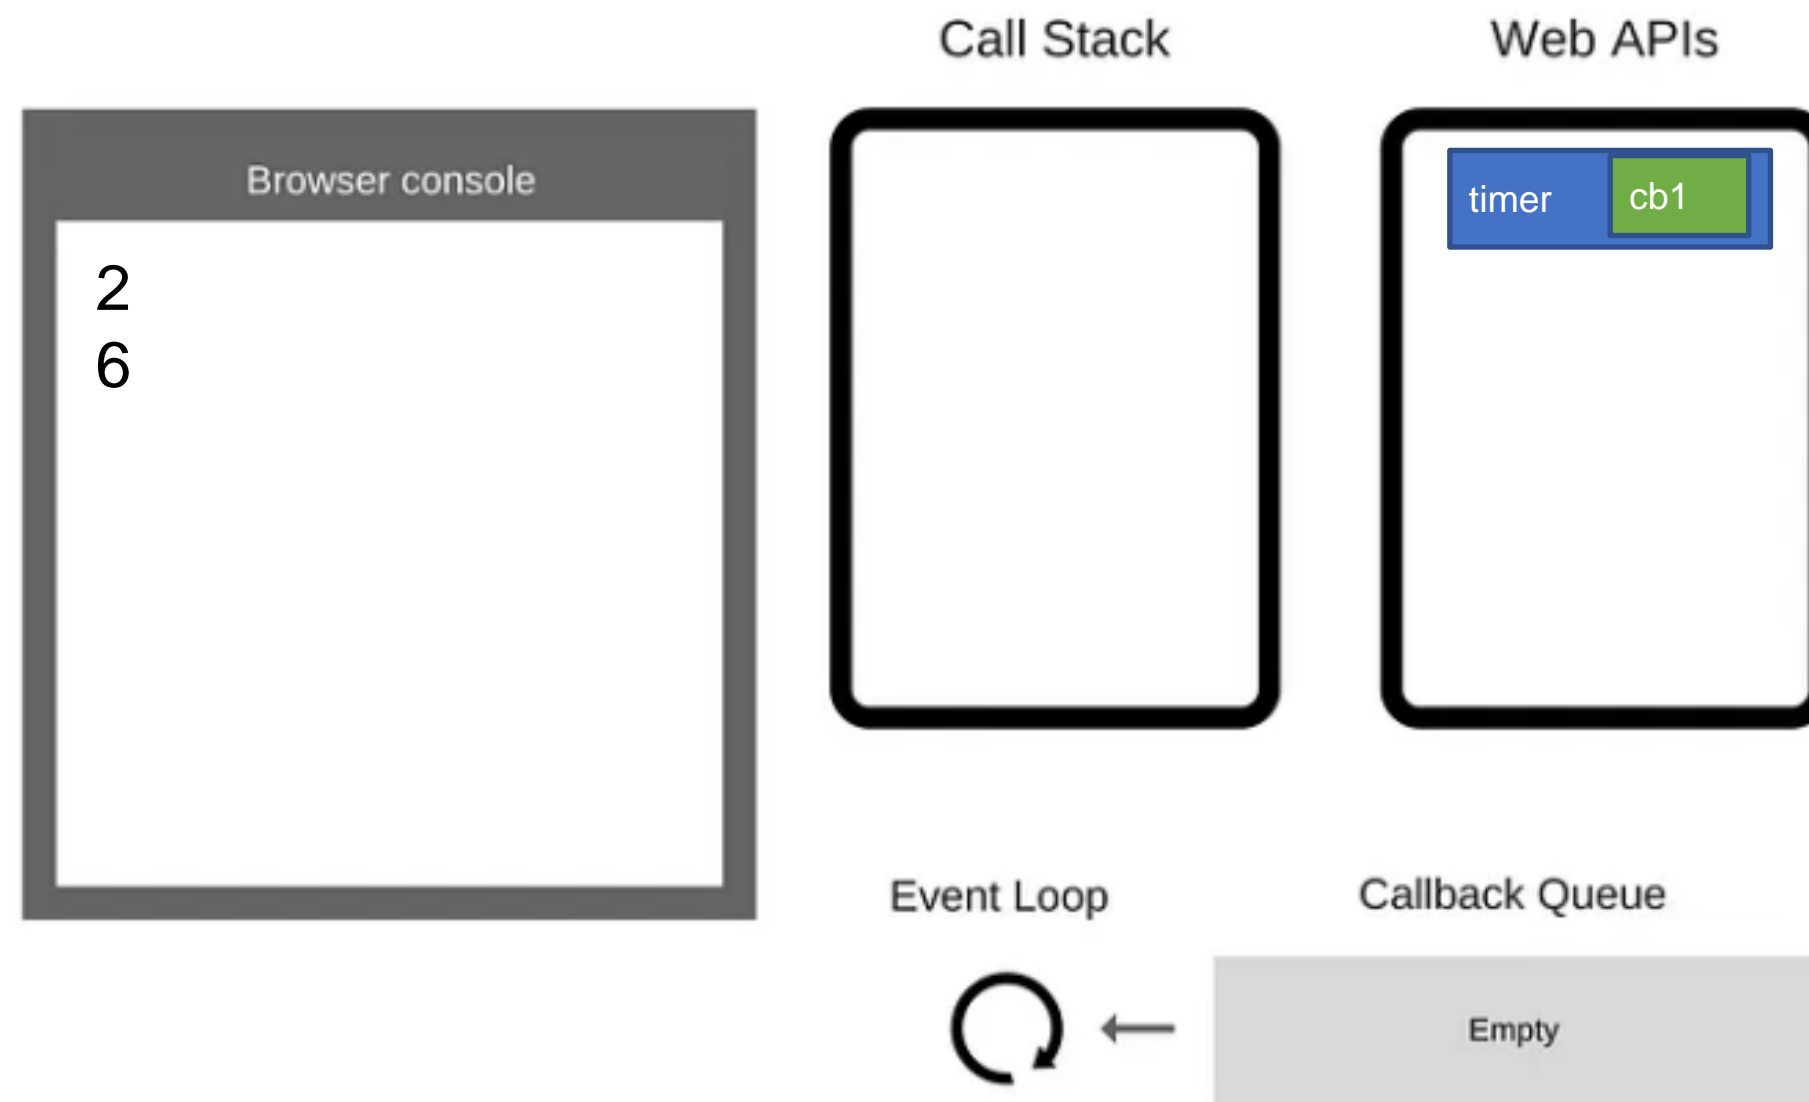 Call Stack
Web APIs
Browser console
2
6
timer
cb1
Event Loop
Callback Queue
Empty